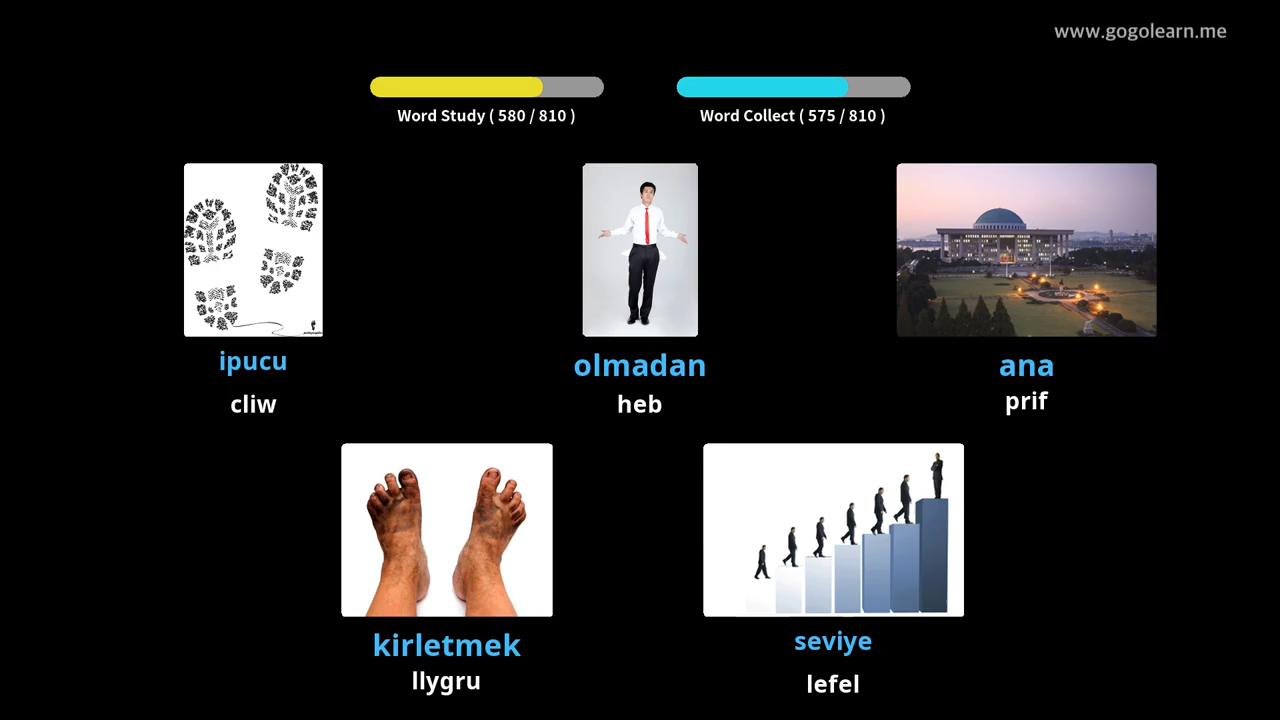 www.gogolearn.me
Word Study ( 580 / 810 )
Word Collect ( 575 / 810 )
ipucu
cliw
olmadan
heb
ana
prif
kirletmek
llygru
seviye
lefel